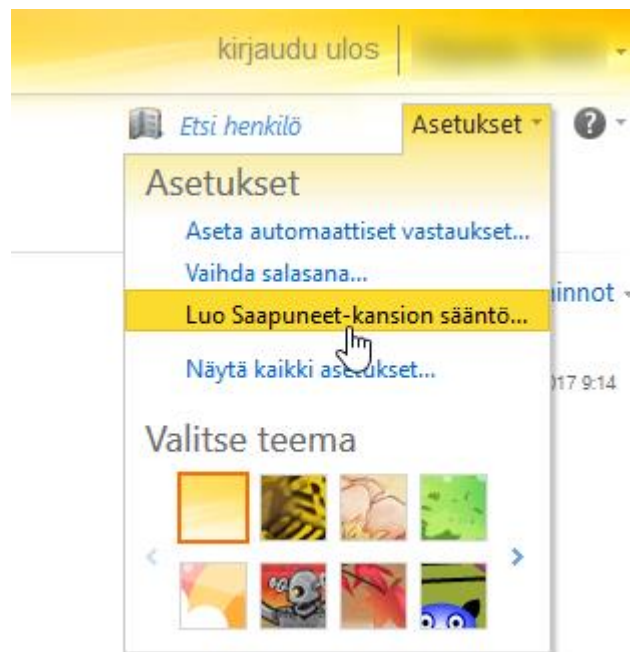 kirjaudu ulos
Etsi henkilö
Asetukset
Asetukset
Aseta automaattiset vastaukset...
Vaihda salasana...
Luo Saapuneet-kansion sääntö...
Näytä kaikki asetukset...
Valitse teema